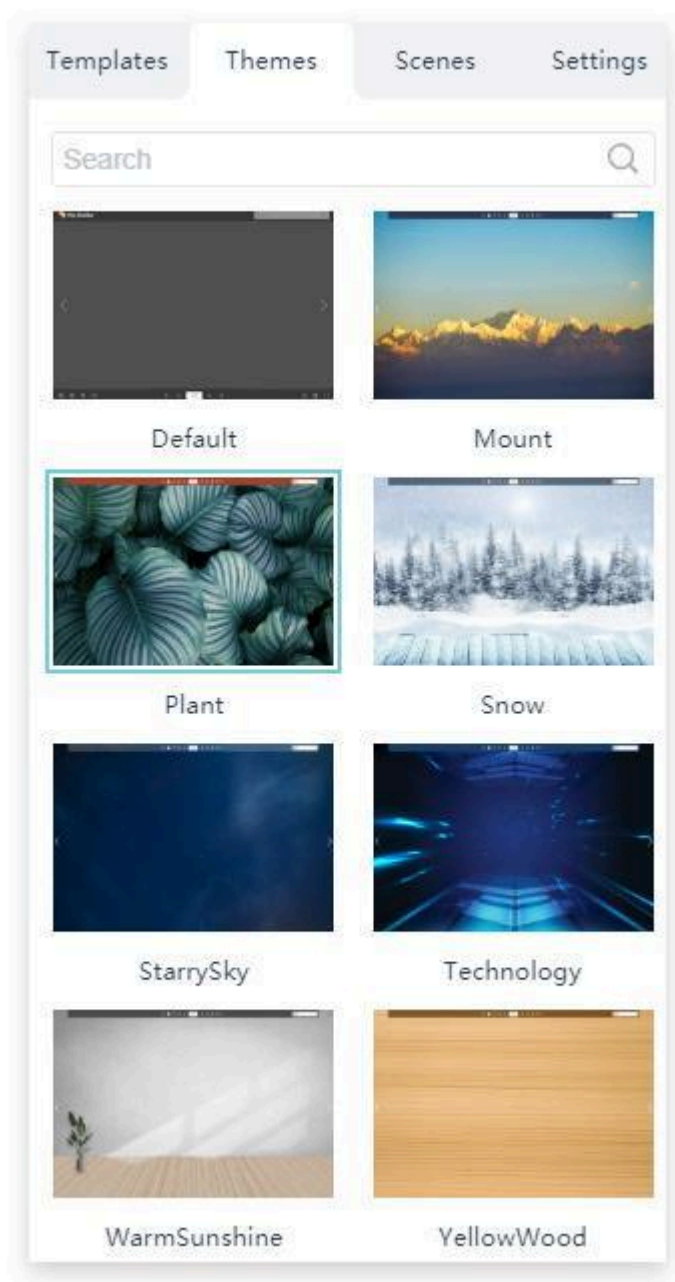 Templates Themes Scenes Settings
Search
Default Mount
Plant Snow
StarrySky Technology
WarmSunshine YellowWood